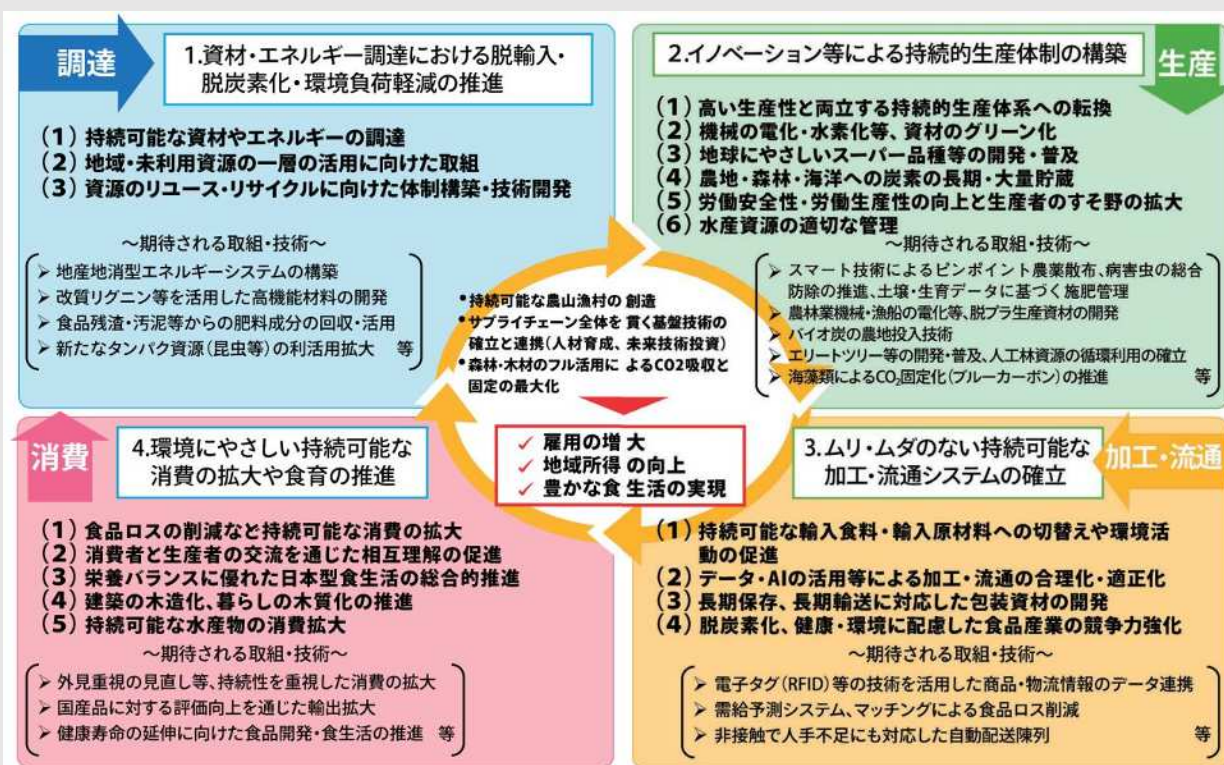 調達
1.資材・エネルギー調達における脱輸入・
脱炭素化・環境負荷軽減の推進
(1) 持続可能な資材やエネルギーの調達
(2) 地域・未利用資源の一層の活用に向けた取組
(3) 資源のリユース・リサイクルに向けた体制構築・技術開発
～期待される取組・技術～
➢ 地産地消型エネルギーシステムの構築
➢ 改質リグニン等を活用した高機能材料の開発
➢ 食品残渣・汚泥等からの肥料成分の回収・活用
➢ 新たなタンパク資源(昆虫等)の利活用拡大 等
2.イノベーション等による持続的生産体制の構築
生産
(1) 高い生産性と両立する持続的生産体系への転換
(2) 機械の電化・水素化等、資材のグリーン化
(3) 地球にやさしいスーパー品種等の開発・普及
(4) 農地・森林・海洋への炭素の長期・大量貯蔵
(5) 労働安全性・労働生産性の向上と生産者のすそ野の拡大
(6) 水産資源の適切な管理
～期待される取組・技術～
➢ スマート技術によるピンポイント農薬散布、病害虫の総合
防除の推進、土壌・生育データに基づく施肥管理
➢ 農林業機械・漁船の電化等、脱プラ生産資材の開発
➢ バイオ炭の農地投入技術
➢ エリートツリー等の開発・普及、人工林資源の循環利用の確立
➢ 海藻類によるCO₂固定化(ブルーカーボン)の推進 等
•持続可能な農山漁村の 創造
•サプライチェーン全体を 貫く基盤技術の
確立と連携(人材育成、未来技術投資)
•森林・木材のフル活用に よるCO2吸収と
固定の最大化
✓ 雇用の増 大
✓ 地域所得 の向上
✓ 豊かな食 生活の実現
消費
4.環境にやさしい持続可能な
消費の拡大や食育の推進
(1) 食品ロスの削減など持続可能な消費の拡大
(2) 消費者と生産者の交流を通じた相互理解の促進
(3) 栄養バランスに優れた日本型食生活の総合的推進
(4) 建築の木造化、暮らしの木質化の推進
(5) 持続可能な水産物の消費拡大
～期待される取組・技術～
➢ 外見重視の見直し等、持続性を重視した消費の拡大
➢ 国産品に対する評価向上を通じた輸出拡大
➢ 健康寿命の延伸に向けた食品開発・食生活の推進 等
3.ムリ・ムダのない持続可能な
加工・流通システムの確立
加工・流通
(1) 持続可能な輸入食料・輸入原材料への切替えや環境活
動の促進
(2) データ・AIの活用等による加工・流通の合理化・適正化
(3) 長期保存、長期輸送に対応した包装資材の開発
(4) 脱炭素化、健康・環境に配慮した食品産業の競争力強化
～期待される取組・技術～
➢ 電子タグ(RFID)等の技術を活用した商品・物流情報のデータ連携
➢ 需給予測システム、マッチングによる食品ロス削減
➢ 非接触で人手不足にも対応した自動配送陳列 等